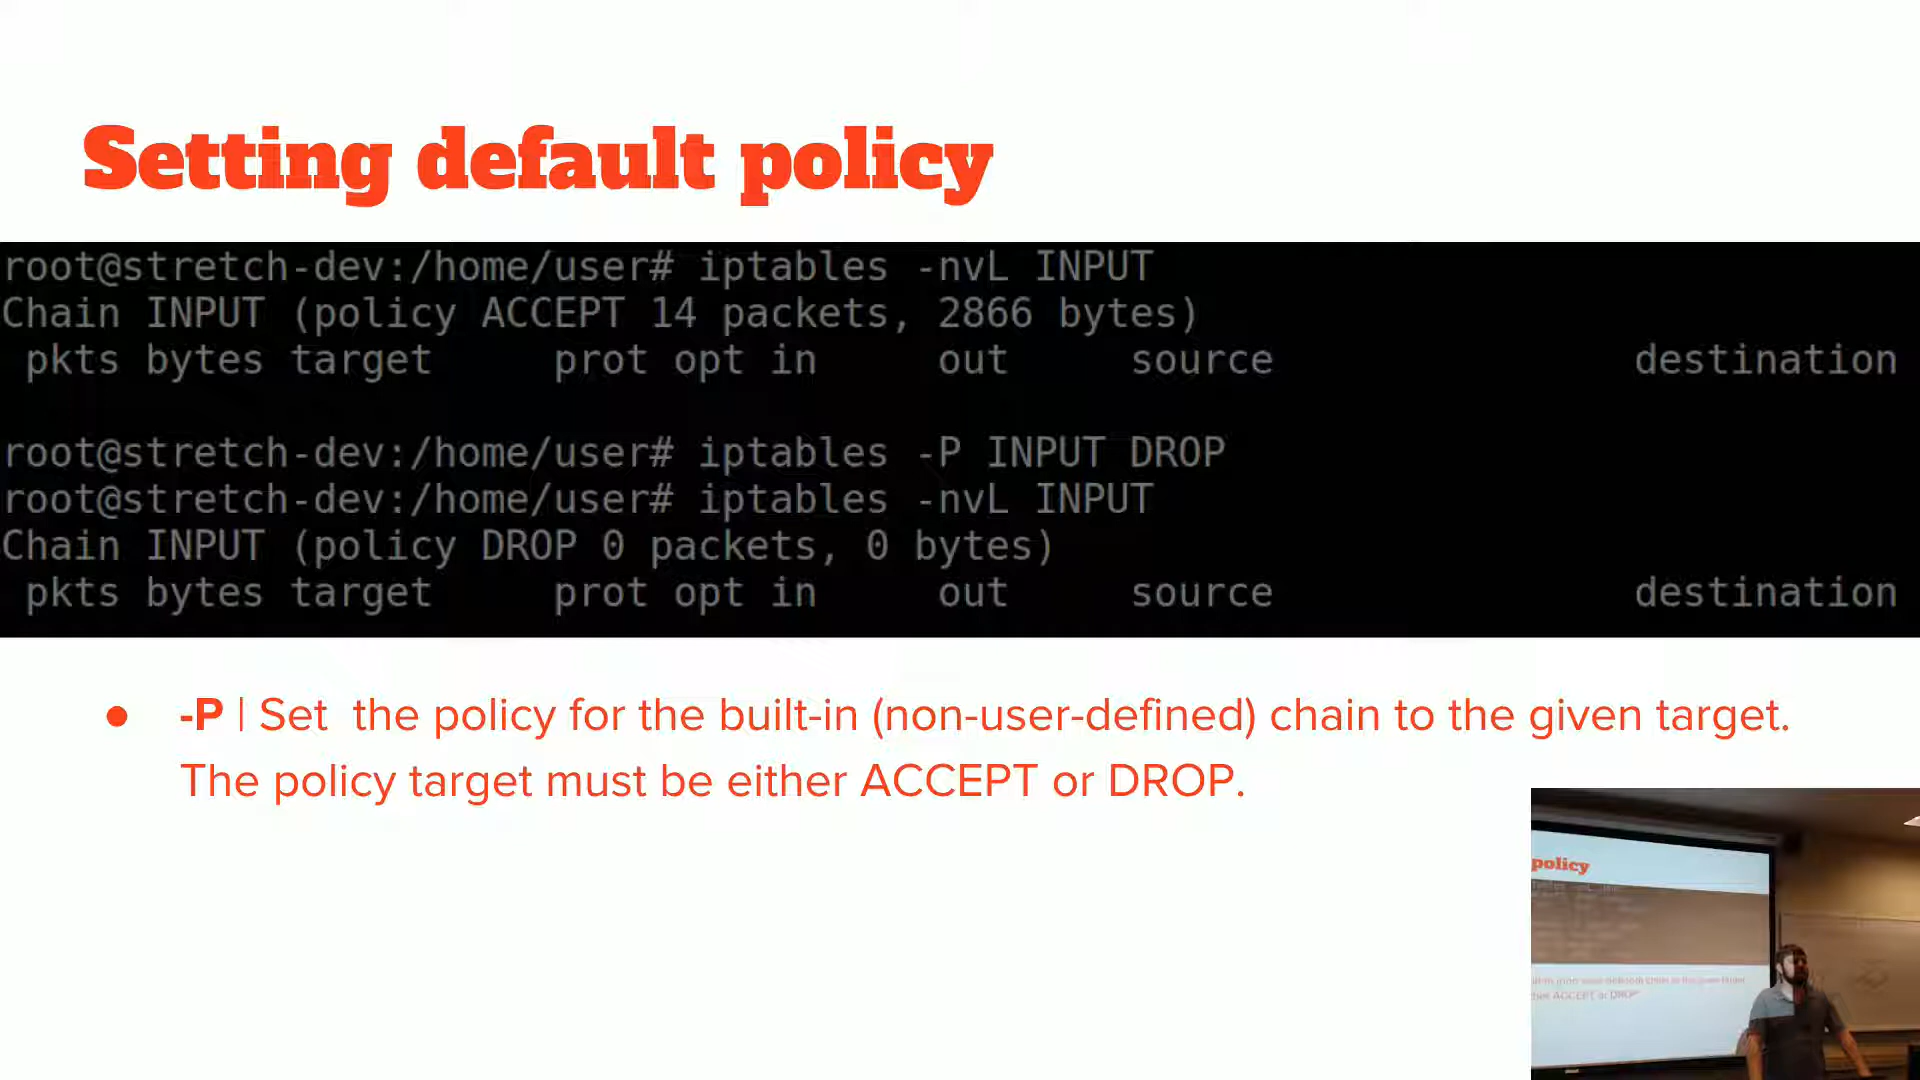 Setting default policy
root@stretch-dev:/home/user# iptables -nvL INPUT
Chain INPUT (policy ACCEPT 14 packets, 2866 bytes)
pkts bytes target prot opt in out source destination
root@stretch-dev:/home/user# iptables -P INPUT DROP
root@stretch-dev:/home/user# iptables -nvL INPUT
Chain INPUT (policy DROP 0 packets, 0 bytes)
pkts bytes target prot opt in out source destination
● -P | Set the policy for the built-in (non-user-defined) chain to the given target.
The policy target must be either ACCEPT or DROP.
policy
ACCEPT or DROP